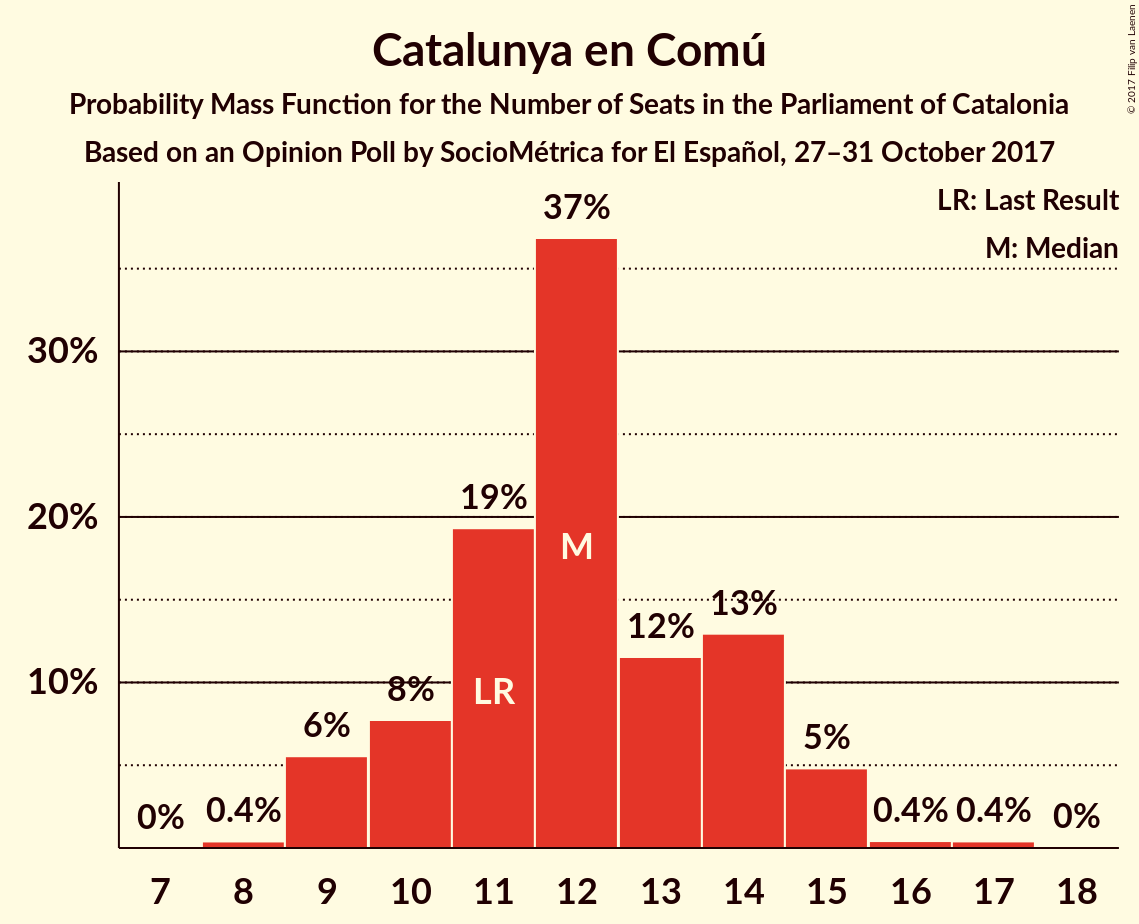 Catalunya en Comú
Probability Mass Function for the Number of Seats in the Parliament of Catalonia
Based on an Opinion Poll by SocioMétrica for El Español, 27–31 October 2017
© 2017 Filip van Laenen
LR: Last Result
M: Median
30%
20%
10%
0%
0.4%
6%
8%
19%
37%
12%
13%
5%
0.4%
0.4%
0%
LR
M
7 8 9 10 11 12 13 14 15 16 17 18